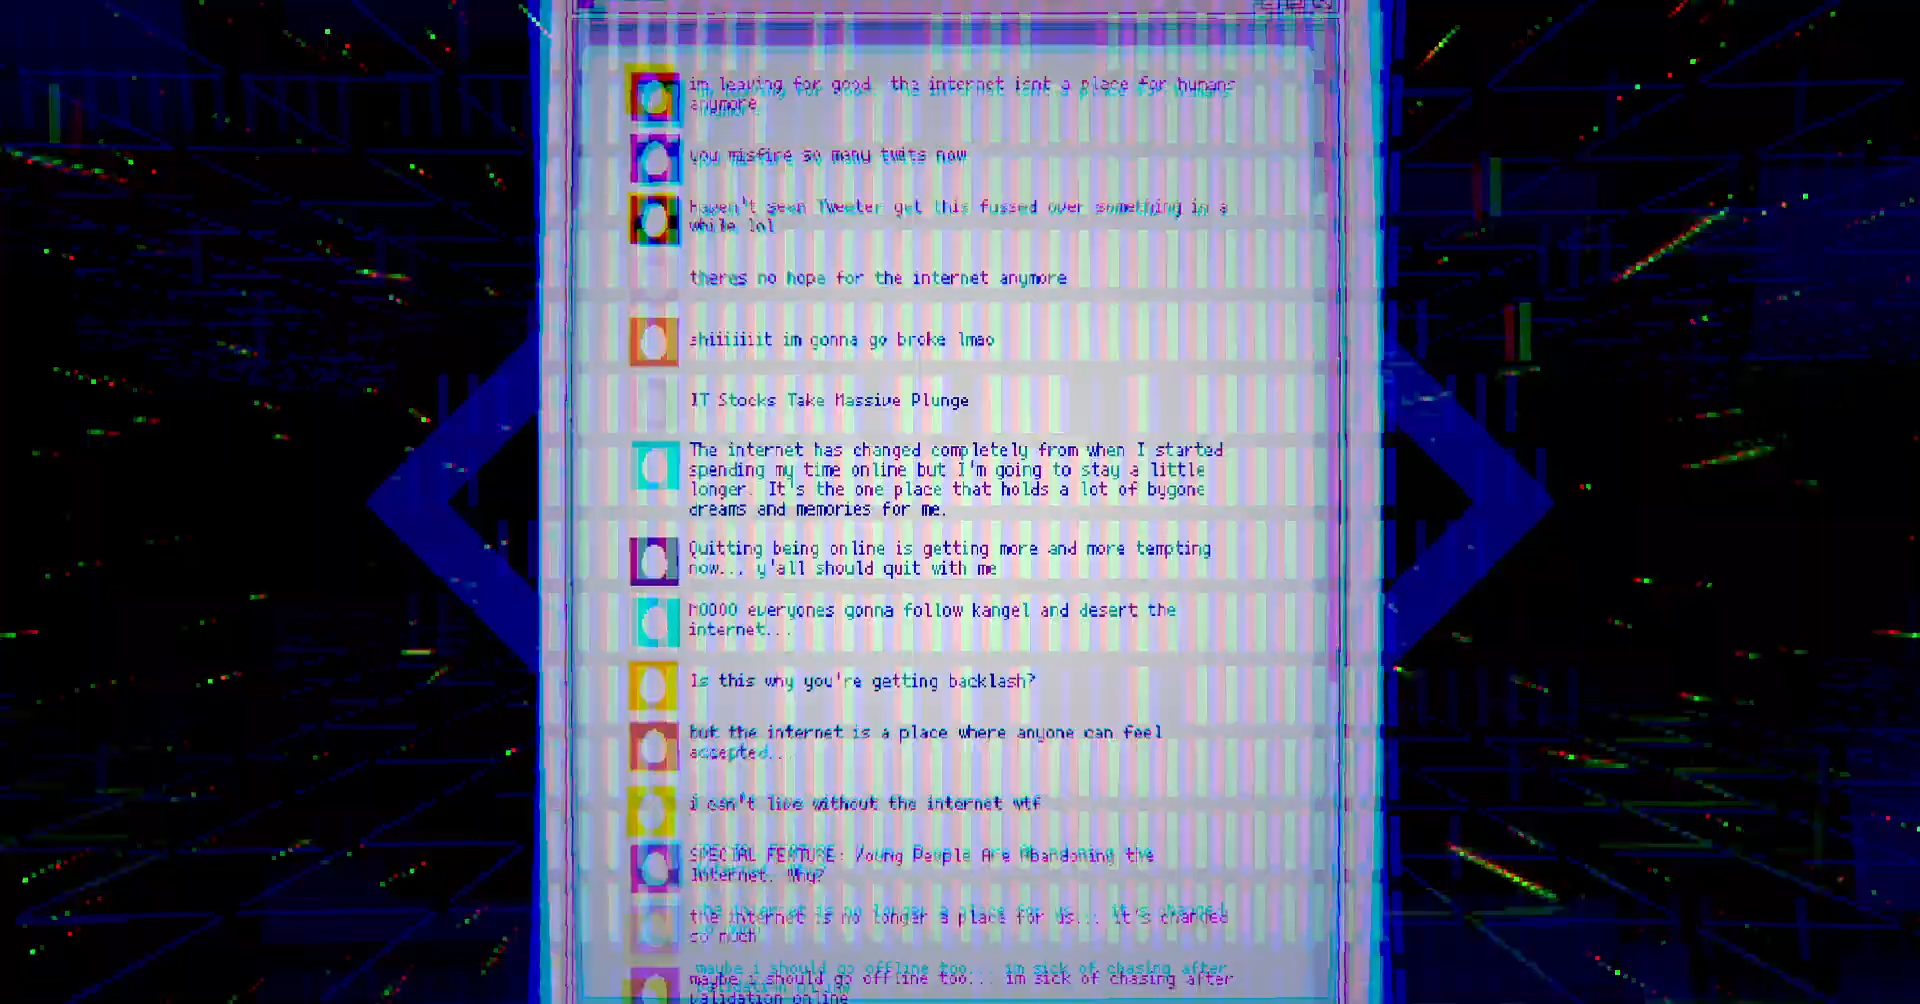 im leaving for good. the internet isnt a place for humans
anymore
you misfire so many twits now
Haven't seen Tweeter get this fussed over something in a
while lol
theres no hope for the internet anymore
shiiiiiit im gonna go broke lmao
IT Stocks Take Massive Plunge
The internet has changed completely from when I started
spending my time online but I'm going to stay a little
longer. It's the one place that holds a lot of bygone
dreams and memories for me.
Quitting being online is getting more and more tempting
now... y'all should quit with me
NOOOO everyones gonna follow kangel and desert the
internet...
Is this why you're getting backlash?
but the internet is a place where anyone can feel
accepted...
i can't live without the internet wtf
SPECIAL FEATURE: Young People Are Abandoning the
Internet. Why?
the internet is no longer a place for us... it's changed
so much
maybe i should go offline too... im sick of chasing after
validation online